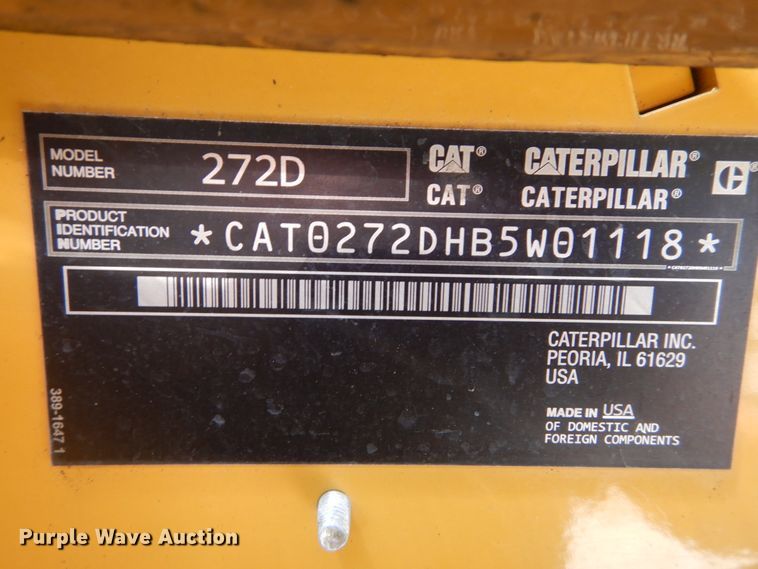 MODEL
NUMBER
272D
CAT® CATERPILLAR®
CAT® CATERPILLAR®
PRODUCT
IDENTIFICATION
NUMBER
*CAT0272DHB5W01118*
CATERPILLAR INC.
PEORIA, IL 61629
USA
MADE IN USA
OF DOMESTIC AND
FOREIGN COMPONENTS
389-1647 1
Purple Wave Auction